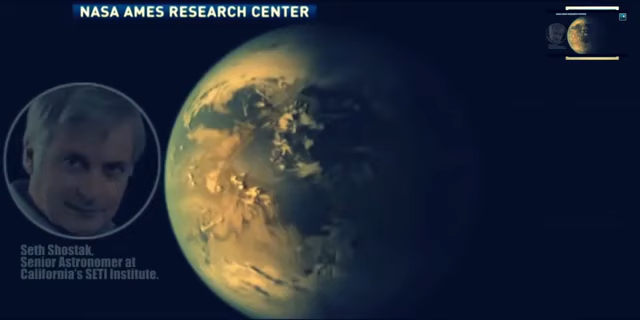 NASA AMES RESEARCH CENTER
Seth Shostak,
Senior Astronomer at
California's SETI Institute.